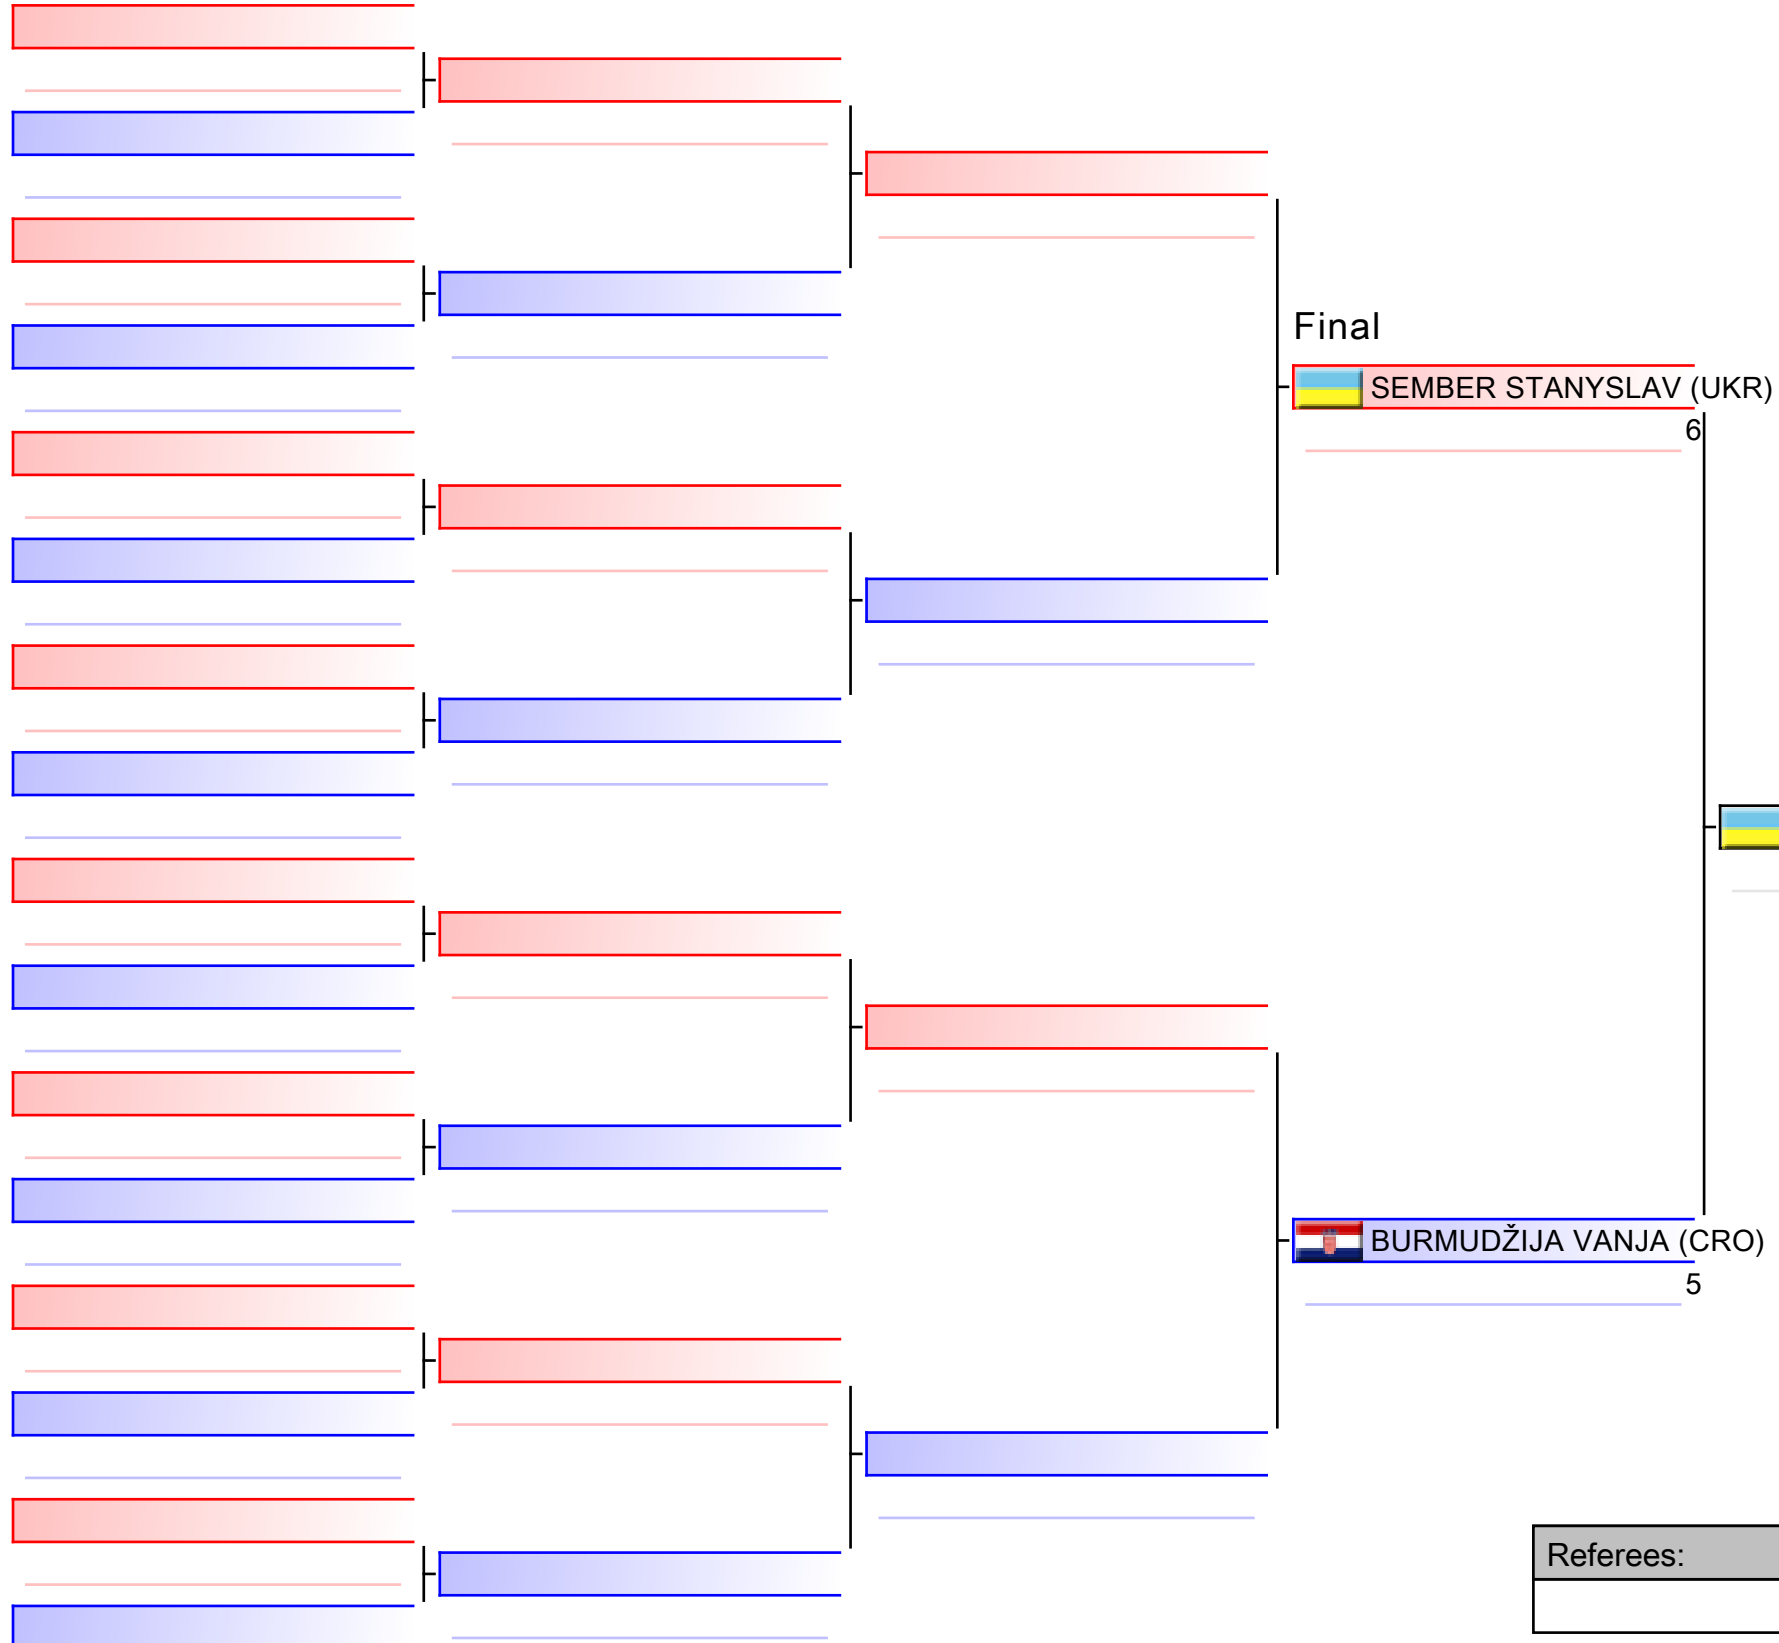 Final
SEMBER STANYSLAV (UKR)
6
BURMUDŽIJA VANJA (CRO)
5
Referees: